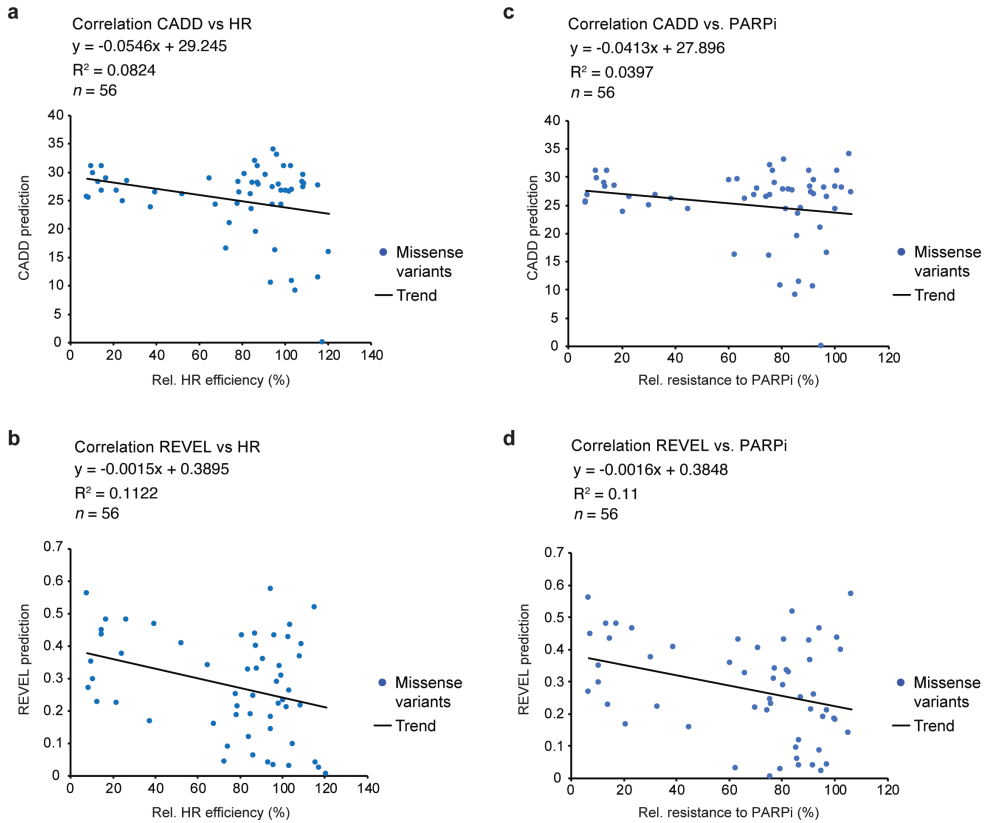 a
Correlation CADD vs HR
y = -0.0546x + 29.245
R² = 0.0824
n = 56
40
35
30
25
20
15
10
5
0
0 20 40 60 80 100 120 140
CADD prediction
Rel. HR efficiency (%)
Missense
variants
Trend
c
Correlation CADD vs. PARPi
y = -0.0413x + 27.896
R² = 0.0397
n = 56
40
35
30
25
20
15
10
5
0
0 20 40 60 80 100 120
CADD prediction
Rel. resistance to PARPi (%)
Missense
variants
Trend
b
Correlation REVEL vs HR
y = -0.0015x + 0.3895
R² = 0.1122
n = 56
0.7
0.6
0.5
0.4
0.3
0.2
0.1
0
0 20 40 60 80 100 120 140
REVEL prediction
Rel. HR efficiency (%)
Missense
variants
Trend
d
Correlation REVEL vs. PARPi
y = -0.0016x + 0.3848
R² = 0.11
n = 56
0.7
0.6
0.5
0.4
0.3
0.2
0.1
0
0 20 40 60 80 100 120
REVEL prediction
Rel. resistance to PARPi (%)
Missense
variants
Trend